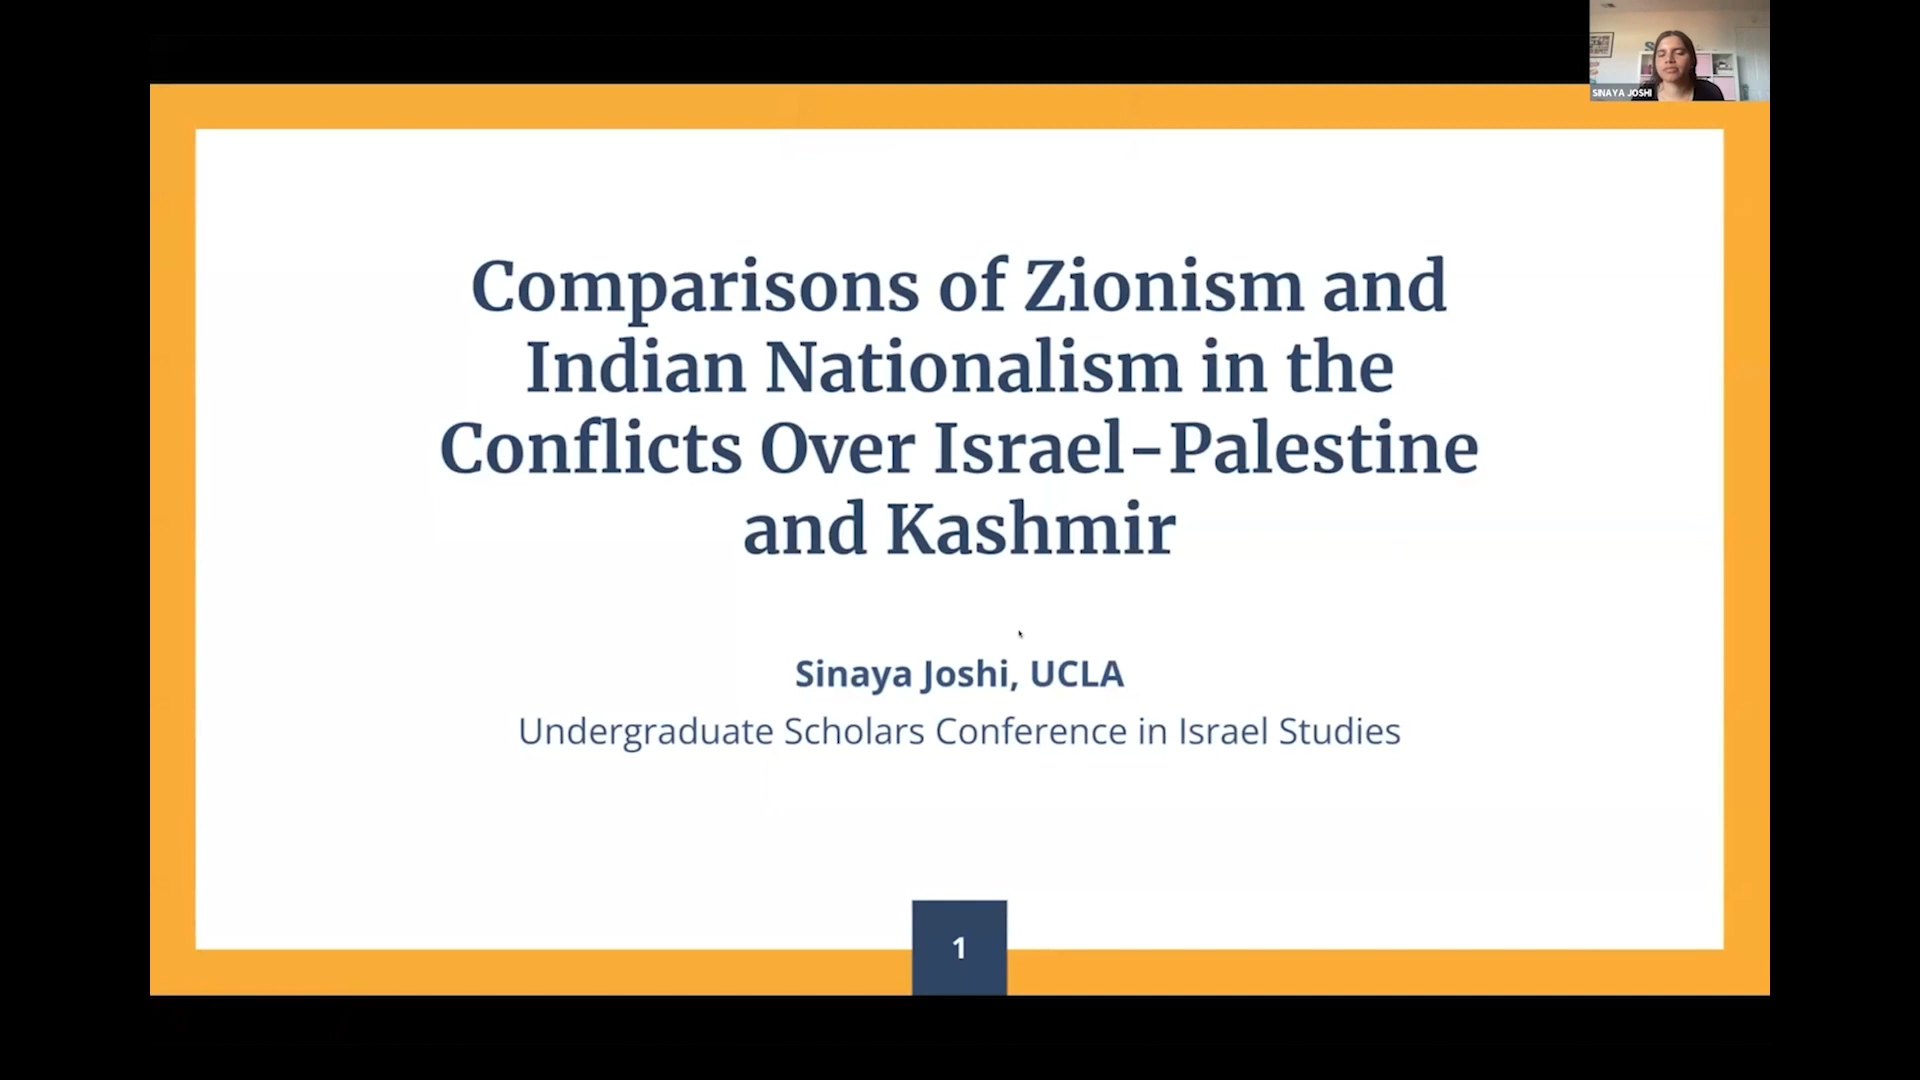 SINAYA JOSHI
Comparisons of Zionism and
Indian Nationalism in the
Conflicts Over Israel-Palestine
and Kashmir
Sinaya Joshi, UCLA
Undergraduate Scholars Conference in Israel Studies
1